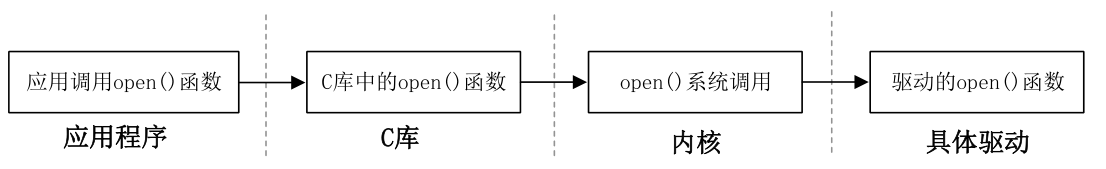 应用调用open()函数
C库中的open()函数
open()系统调用
驱动的open()函数
应用程序
C库
内核
具体驱动